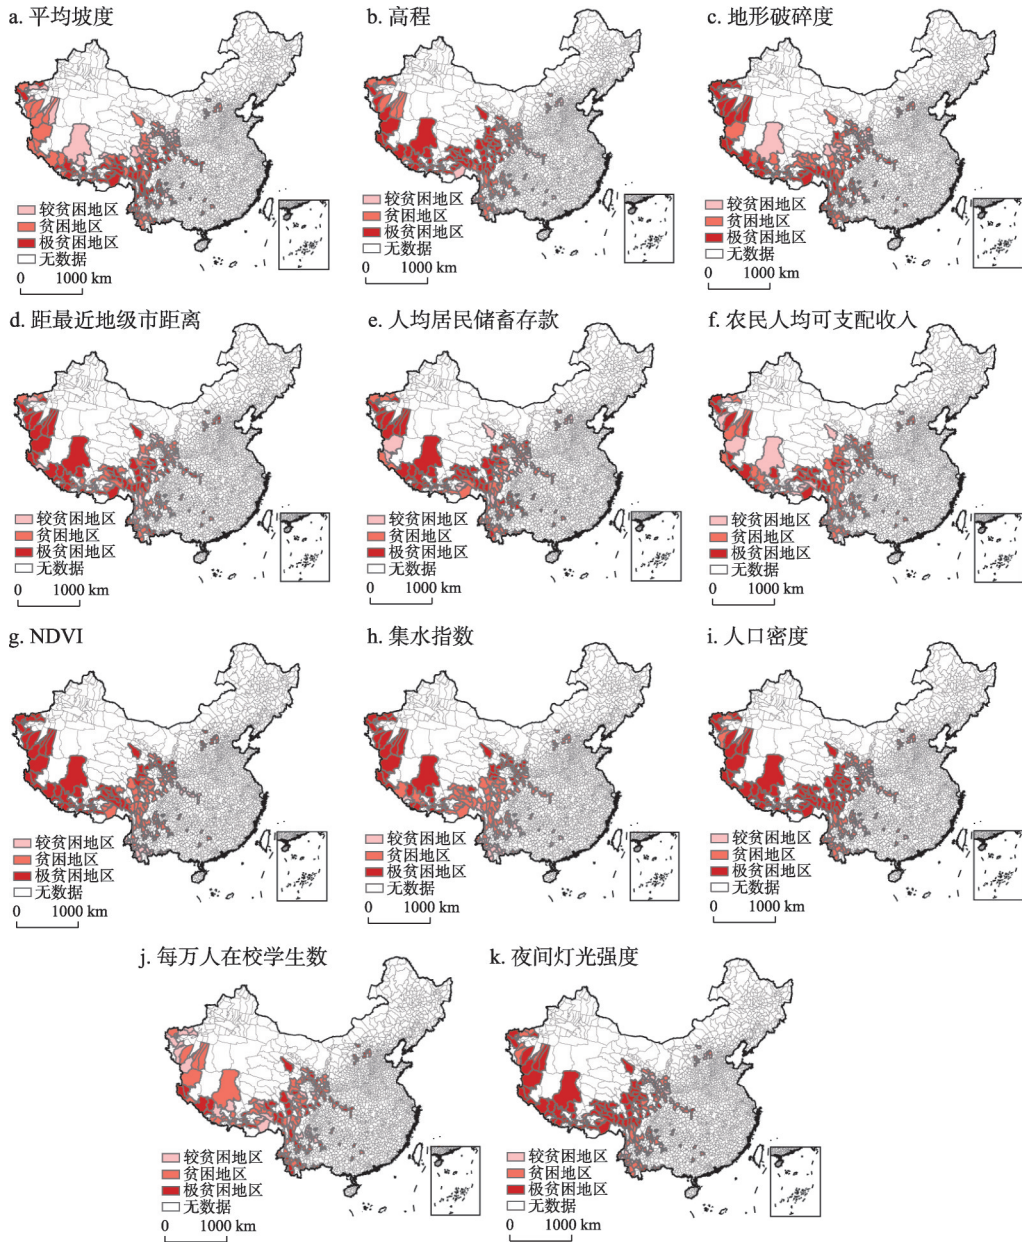 a. 平均坡度
较贫困地区
贫困地区
极贫困地区
无数据
0 1000 km
b. 高程
较贫困地区
贫困地区
极贫困地区
无数据
0 1000 km
c. 地形破碎度
较贫困地区
贫困地区
极贫困地区
无数据
0 1000 km
d. 距最近地级市距离
较贫困地区
贫困地区
极贫困地区
无数据
0 1000 km
e. 人均居民储畜存款
较贫困地区
贫困地区
极贫困地区
无数据
0 1000 km
f. 农民人均可支配收入
较贫困地区
贫困地区
极贫困地区
无数据
0 1000 km
g. NDVI
较贫困地区
贫困地区
极贫困地区
无数据
0 1000 km
h. 集水指数
较贫困地区
贫困地区
极贫困地区
无数据
0 1000 km
i. 人口密度
较贫困地区
贫困地区
极贫困地区
无数据
0 1000 km
j. 每万人在校学生数
较贫困地区
贫困地区
极贫困地区
无数据
0 1000 km
k. 夜间灯光强度
较贫困地区
贫困地区
极贫困地区
无数据
0 1000 km